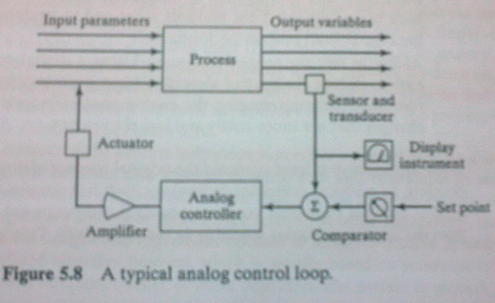 Input parameters
Output variables
Process
Sensor and
transducer
Actuator
Display
instrument
Analog
controller
Σ
Set point
Amplifier
Comparator
Figure 5.8 A typical analog control loop.